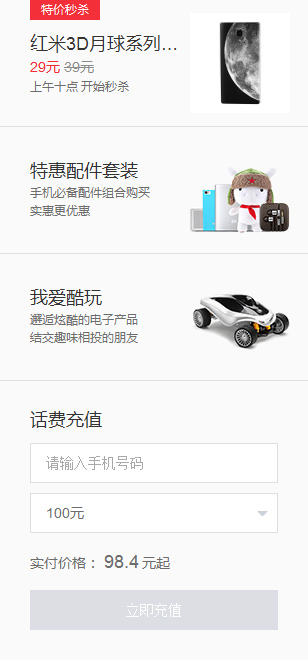 特价秒杀
红米3D月球系列...
29元 39元
上午十点 开始秒杀
特惠配件套装
手机必备配件组合购买
实惠更优惠
我爱酷玩
邂逅炫酷的电子产品
结交趣味相投的朋友
话费充值
请输入手机号码
100元
实付价格： 98.4 元起
立即充值